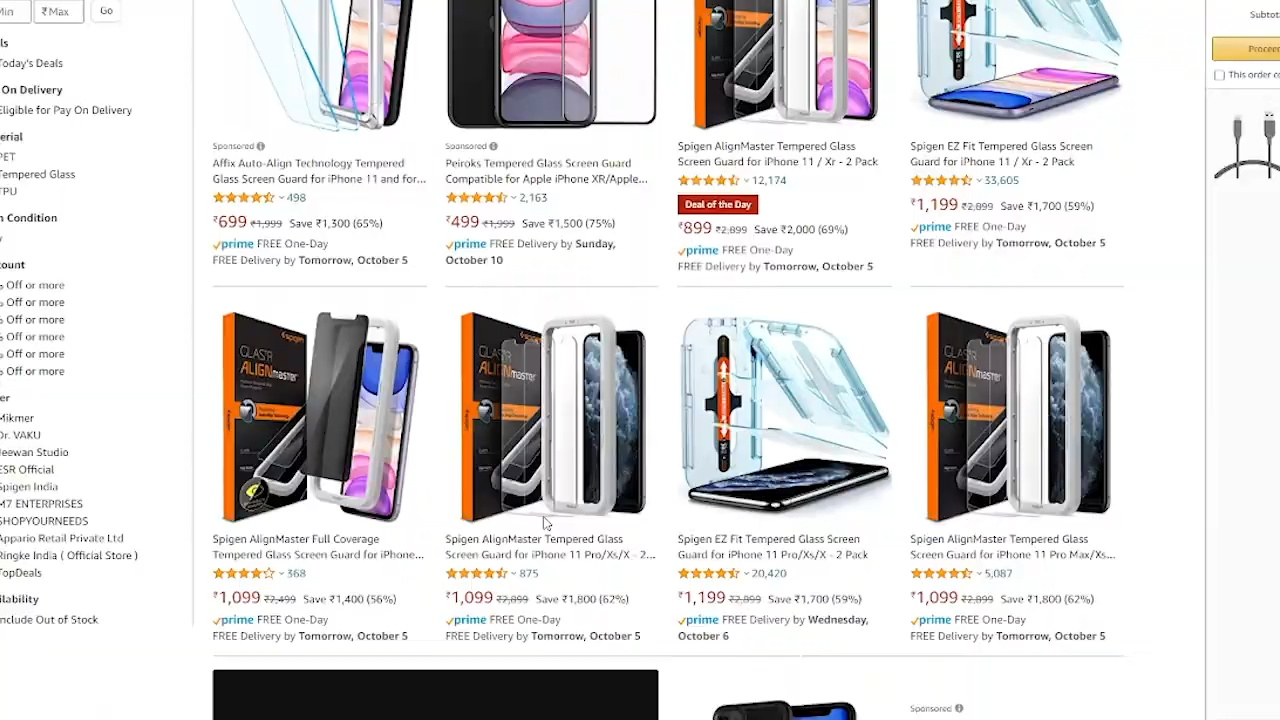 Min
₹Max
Go
Today's Deals
On Delivery
Eligible for Pay On Delivery
PET
Tempered Glass
TPU
Condition
Off or more
Off or more
Off or more
Off or more
Off or more
Off or more
Mikner
Dr. VAKU
Jeewan Studio
ESR Official
Spigen India
M7 ENTERPRISES
SHOPYOURNEEDS
Appario Retail Private Ltd
Ringke India ( Official Store )
TopDeals
Include Out of Stock
Sponsored
Affix Auto-Align Technology Tempered
Glass Screen Guard for iPhone 11 and for...
498
₹699 ₹1,999 Save ₹1,300 (65%)
prime FREE One-Day
FREE Delivery by Tomorrow, October 5
Sponsored
Peiroks Tempered Glass Screen Guard
Compatible for Apple iPhone XR/Apple...
2,163
₹499 ₹1,999 Save ₹1,500 (75%)
prime FREE Delivery by Sunday,
October 10
Spigen AlignMaster Tempered Glass
Screen Guard for iPhone 11 / Xr - 2 Pack
12,174
Deal of the Day
₹899 ₹2,899 Save ₹2,000 (69%)
prime FREE One-Day
FREE Delivery by Tomorrow, October 5
Spigen EZ Fit Tempered Glass Screen
Guard for iPhone 11 / Xr - 2 Pack
33,605
₹1,199 ₹2,899 Save ₹1,700 (59%)
prime FREE One-Day
FREE Delivery by Tomorrow, October 5
spigen
GLAS.tR
ALIGNmaster
spigen
GLAS.tR
ALIGNmaster
spigen
GLAS.tR
ALIGNmaster
Spigen AlignMaster Full Coverage
Tempered Glass Screen Guard for iPhone...
368
₹1,099 ₹2,499 Save ₹1,400 (56%)
prime FREE One-Day
FREE Delivery by Tomorrow, October 5
Spigen AlignMaster Tempered Glass
Screen Guard for iPhone 11 Pro/Xs/X - 2...
875
₹1,099 ₹2,899 Save ₹1,800 (62%)
prime FREE One-Day
FREE Delivery by Tomorrow, October 5
Spigen EZ Fit Tempered Glass Screen
Guard for iPhone 11 Pro/Xs/X - 2 Pack
20,420
₹1,199 ₹2,899 Save ₹1,700 (59%)
prime FREE Delivery by Wednesday,
October 6
Spigen AlignMaster Tempered Glass
Screen Guard for iPhone 11 Pro Max/Xs...
5,087
₹1,099 ₹2,899 Save ₹1,800 (62%)
prime FREE One-Day
FREE Delivery by Tomorrow, October 5
Sponsored
Subtot
Proceed
This order